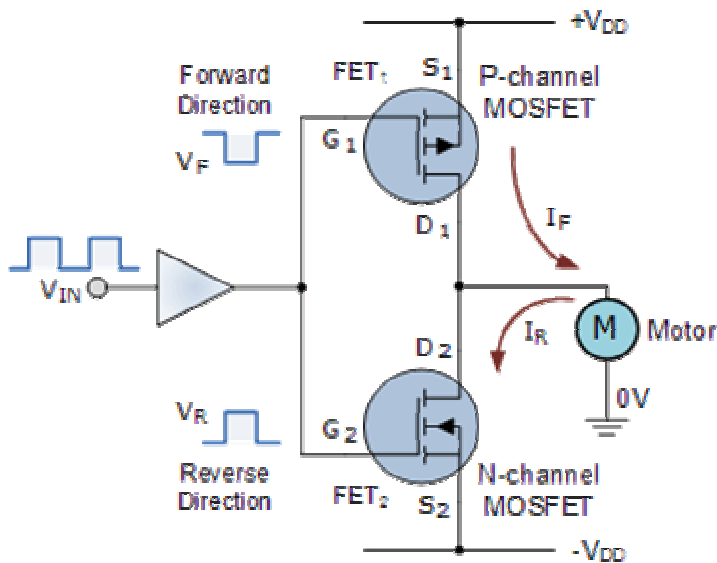 +VDD
FET1
S1
P-channel
MOSFET
Forward
Direction
VF
G1
D1
IF
VIN
IR
M
Motor
D2
0V
VR
G2
Reverse
Direction
FET2
S2
N-channel
MOSFET
-VDD